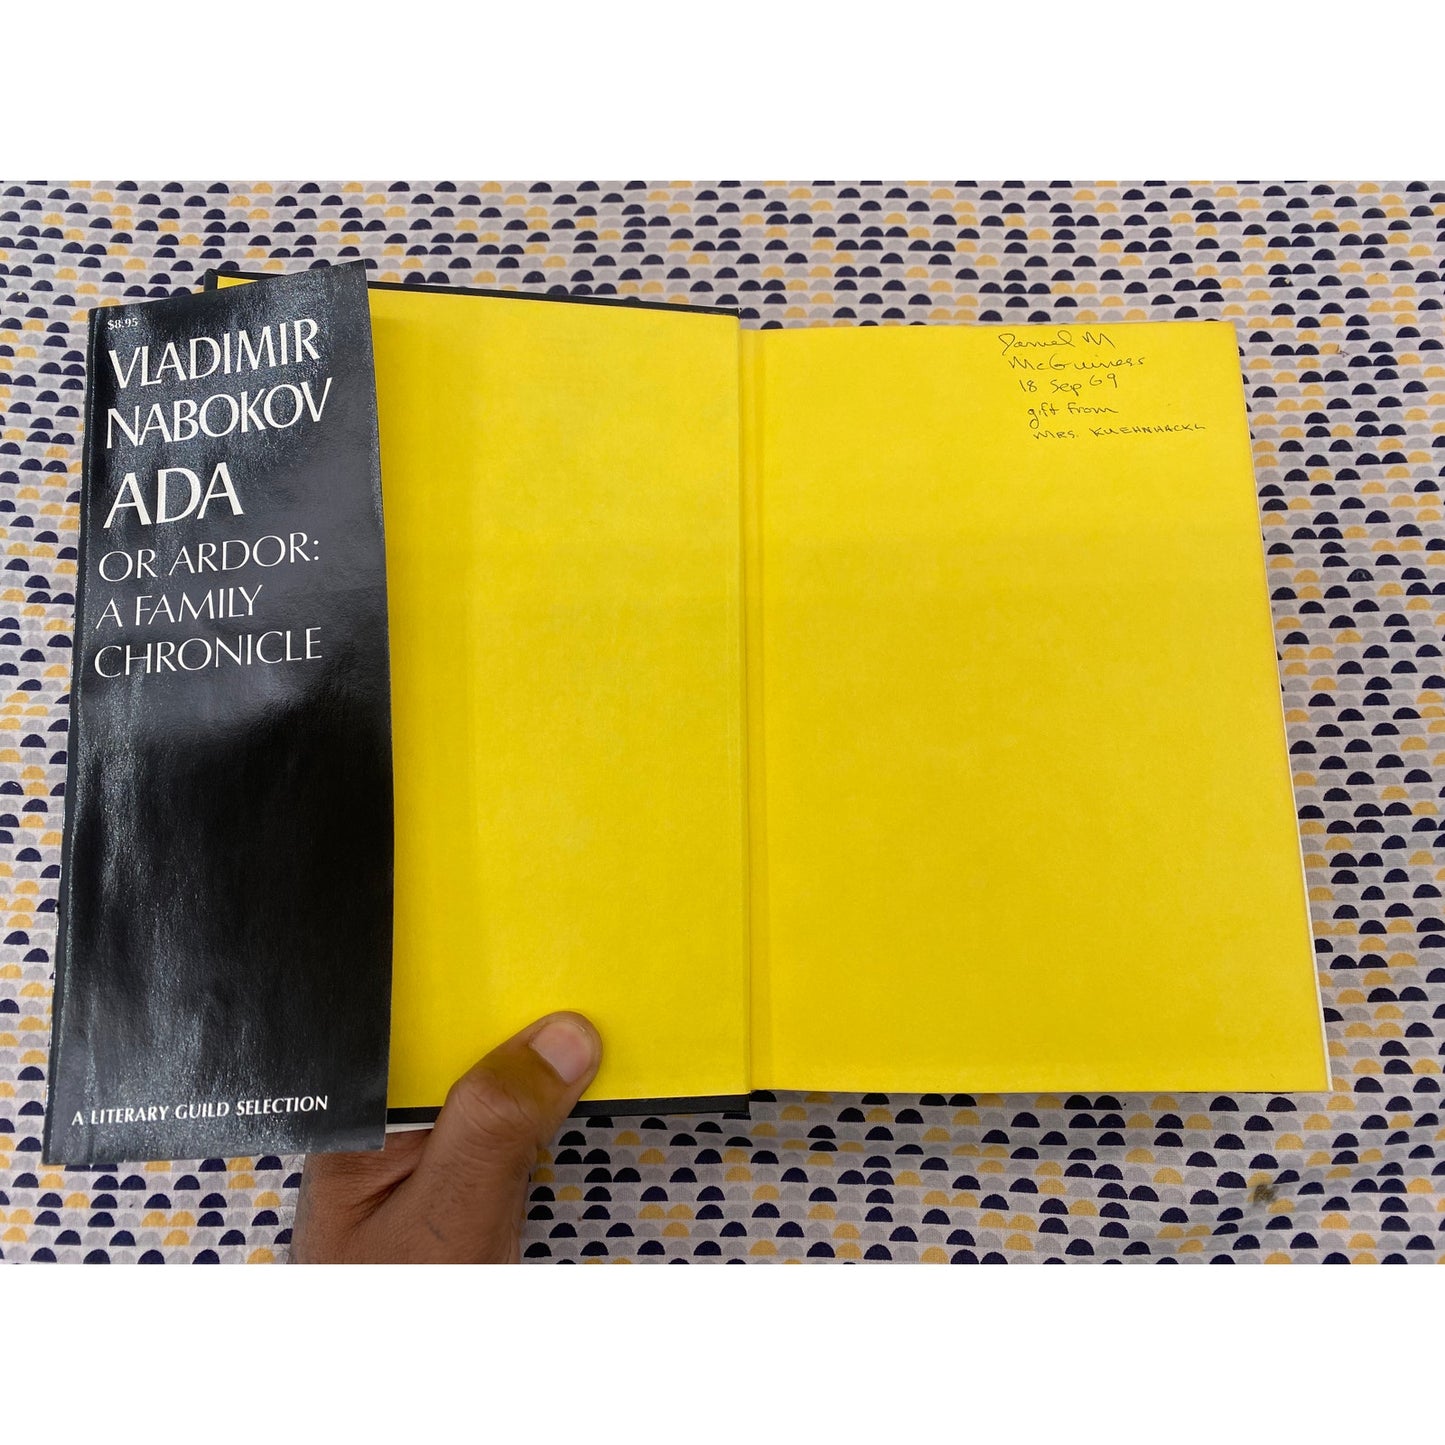 $8.95
VLADIMIR
NABOKOV
ADA
OR ARDOR:
A FAMILY
CHRONICLE
A LITERARY GUILD SELECTION
Daniel M
McGuiness
18 Sep 69
gift from
MRS. KUEHNHACKL